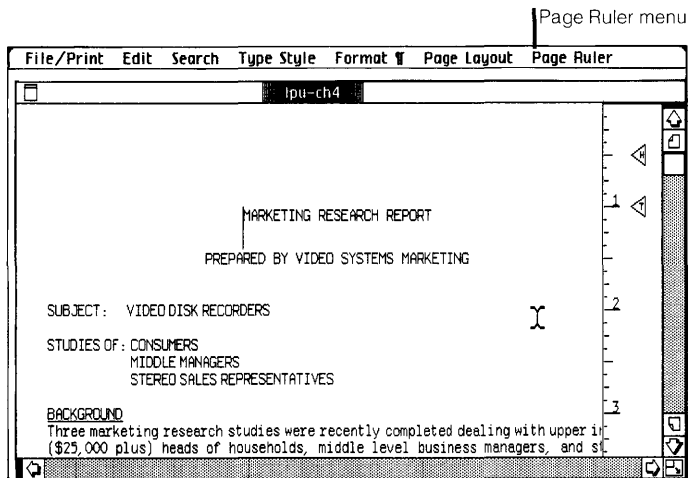 Page Ruler menu
File/Print Edit Search Type Style Format ¶ Page Layout Page Ruler
lpu-ch4
H
1 T
MARKETING RESEARCH REPORT
PREPARED BY VIDEO SYSTEMS MARKETING
SUBJECT: VIDEO DISK RECORDERS
2
STUDIES OF: CONSUMERS
MIDDLE MANAGERS
STEREO SALES REPRESENTATIVES
BACKGROUND
3
Three marketing research studies were recently completed dealing with upper
($25,000 plus) heads of households, middle level business managers, and